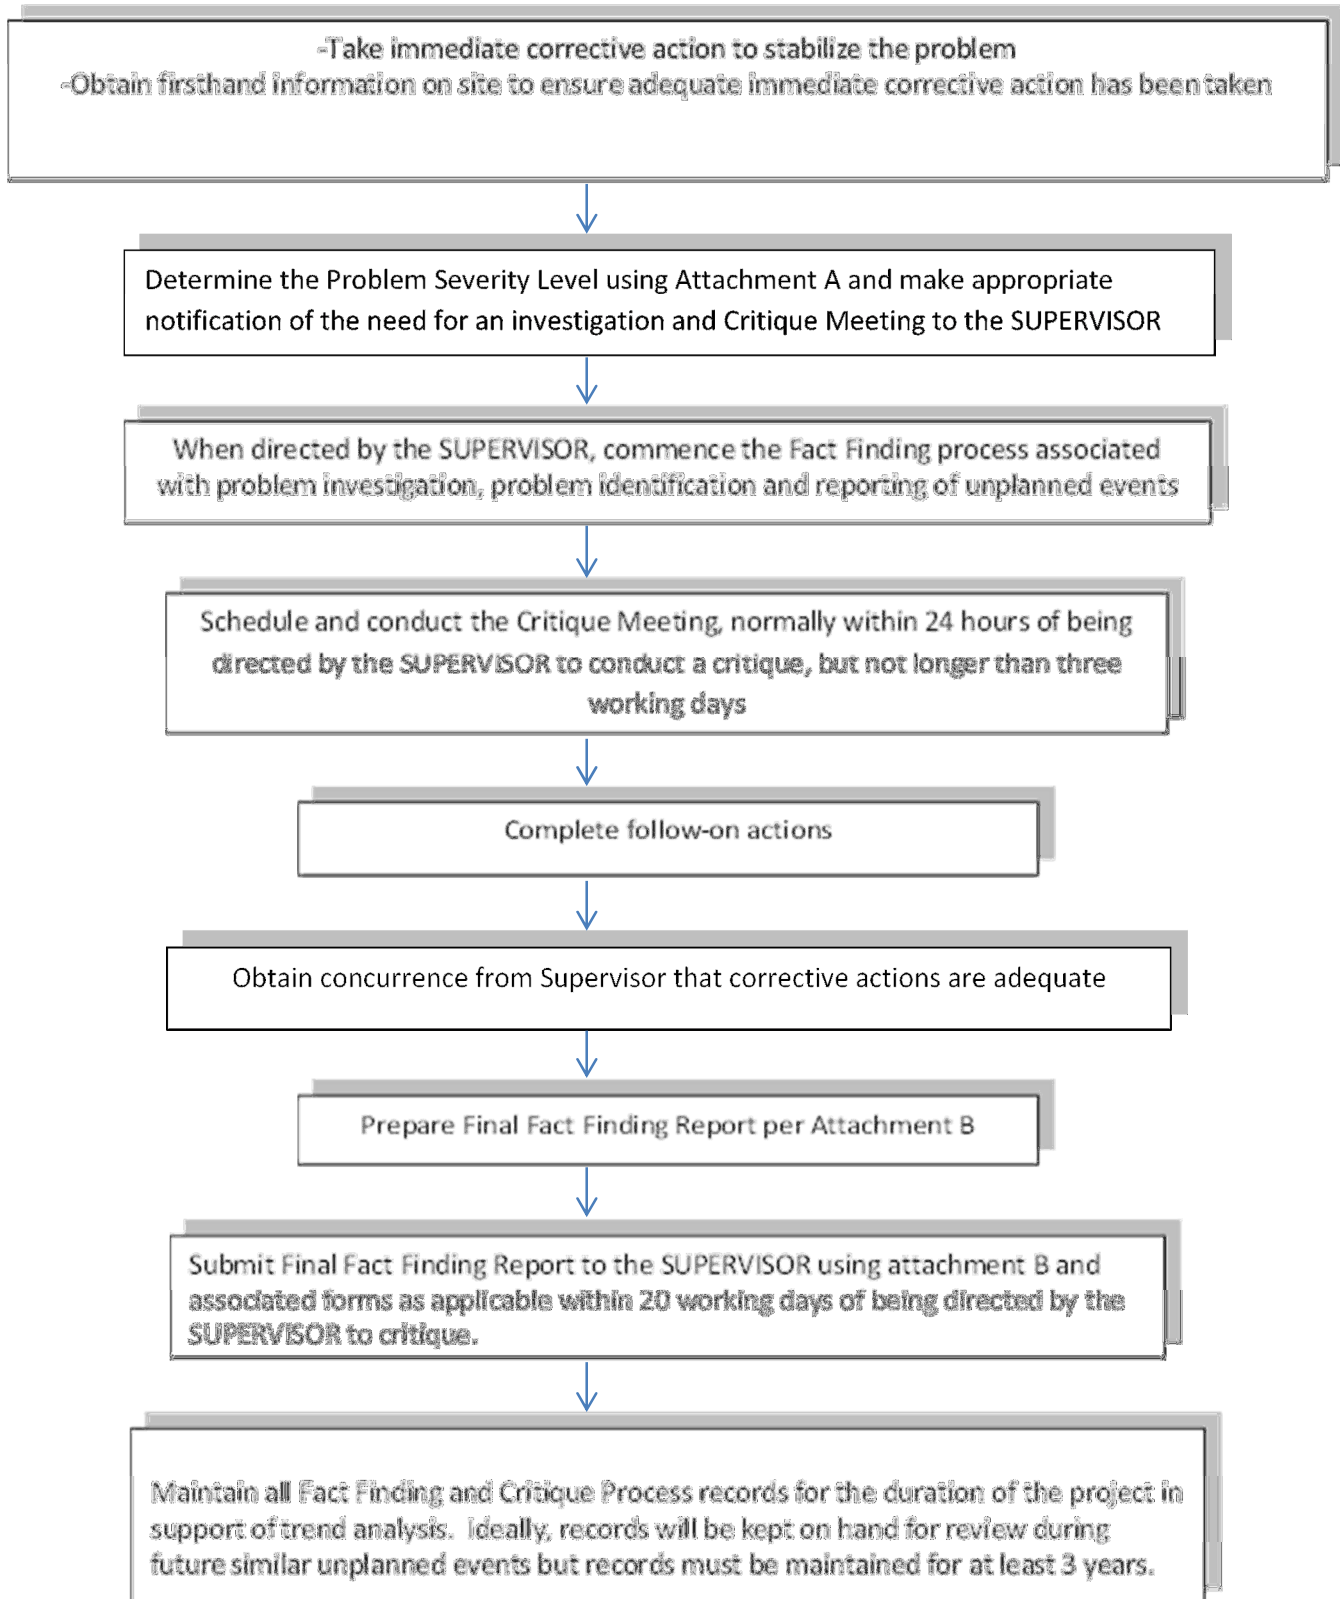 -Take immediate corrective action to stabilize the problem
-Obtain firsthand information on site to ensure adequate immediate corrective action has been taken
Determine the Problem Severity Level using Attachment A and make appropriate
notification of the need for an investigation and Critique Meeting to the SUPERVISOR
When directed by the SUPERVISOR, commence the Fact Finding process associated
with problem investigation, problem identification and reporting of unplanned events
Schedule and conduct the Critique Meeting, normally within 24 hours of being
directed by the SUPERVISOR to conduct a critique, but not longer than three
working days
Complete follow-on actions
Obtain concurrence from Supervisor that corrective actions are adequate
Prepare Final Fact Finding Report per Attachment B
Submit Final Fact Finding Report to the SUPERVISOR using attachment B and
associated forms as applicable within 20 working days of being directed by the
SUPERVISOR to critique.
Maintain all Fact Finding and Critique Process records for the duration of the project in
support of trend analysis.  Ideally, records will be kept on hand for review during
future similar unplanned events but records must be maintained for at least 3 years.